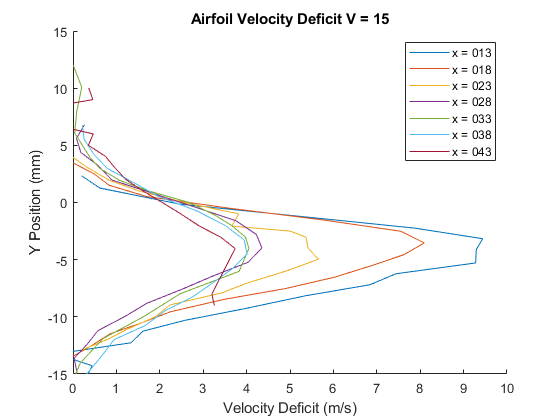 Airfoil Velocity Deficit V = 15
15
10
5
0
-5
-10
-15
Y Position (mm)
0 1 2 3 4 5 6 7 8 9 10
Velocity Deficit (m/s)
x = 013
x = 018
x = 023
x = 028
x = 033
x = 038
x = 043